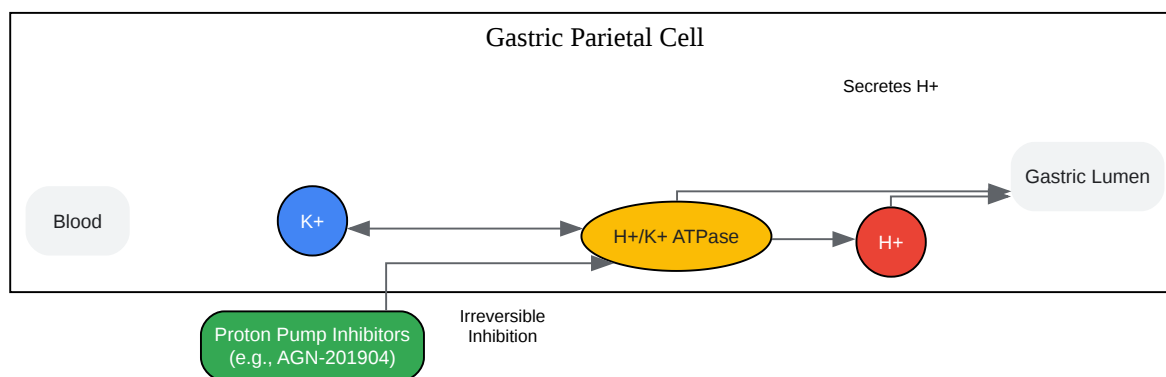 Gastric Parietal Cell
Secretes H+
Gastric Lumen
Blood
K+
H+/K+ ATPase
H+
Irreversible
Inhibition
Proton Pump Inhibitors
(e.g., AGN-201904)